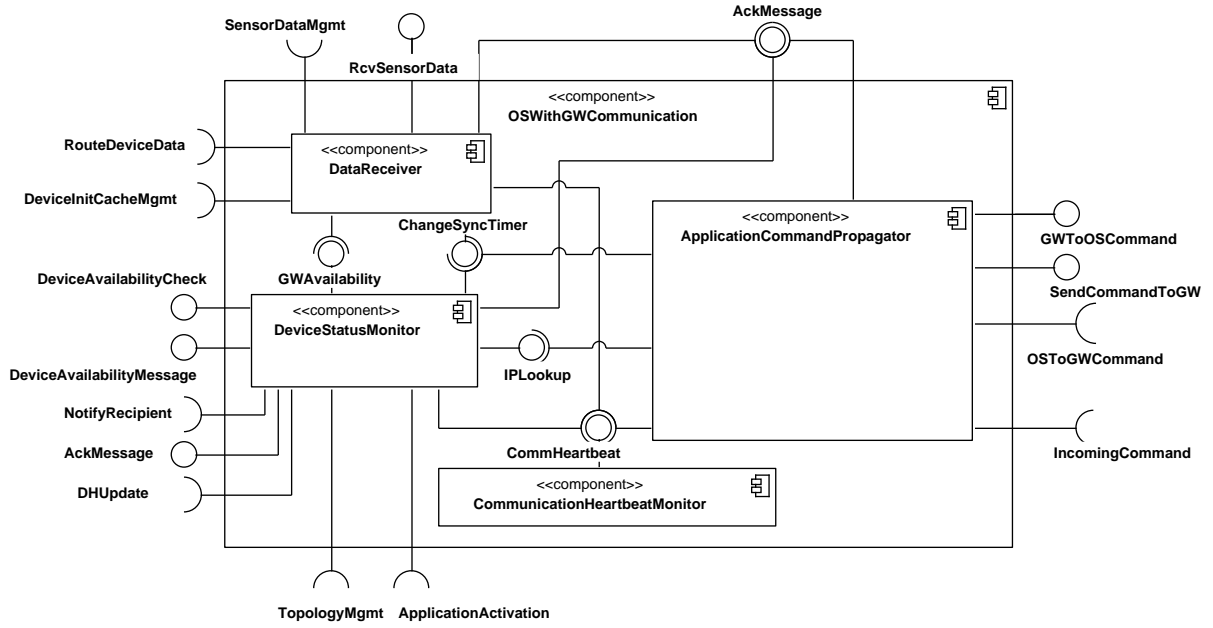 AckMessage
SensorDataMgmt
RcvSensorData
<<component>>
OSWithGWCommunication
RouteDeviceData
<<component>>
DataReceiver
DeviceInitCacheMgmt
ChangeSyncTimer
<<component>>
ApplicationCommandPropagator
GWToOSCommand
DeviceAvailabilityCheck
GWAvailability
SendCommandToGW
<<component>>
DeviceStatusMonitor
OSToGWCommand
DeviceAvailabilityMessage
IPLookup
NotifyRecipient
AckMessage
CommHeartbeat
IncomingCommand
DHUpdate
<<component>>
CommunicationHeartbeatMonitor
TopologyMgmt
ApplicationActivation